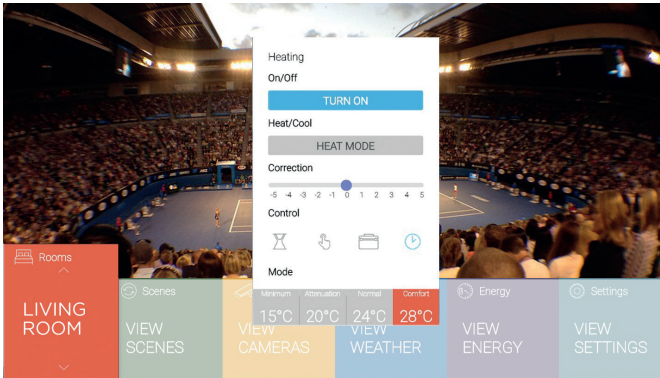 Heating
On/Off
TURN ON
Heat/Cool
HEAT MODE
Correction
-5 -4 -3 -2 -1 0 1 2 3 4 5
Control
Mode
Minimum Attenuation Normal Comfort
15°C 20°C 24°C 28°C
Rooms
LIVING
ROOM
Scenes
VIEW
SCENES
VIEW
CAMERAS
VIEW
WEATHER
Energy
VIEW
ENERGY
Settings
VIEW
SETTINGS